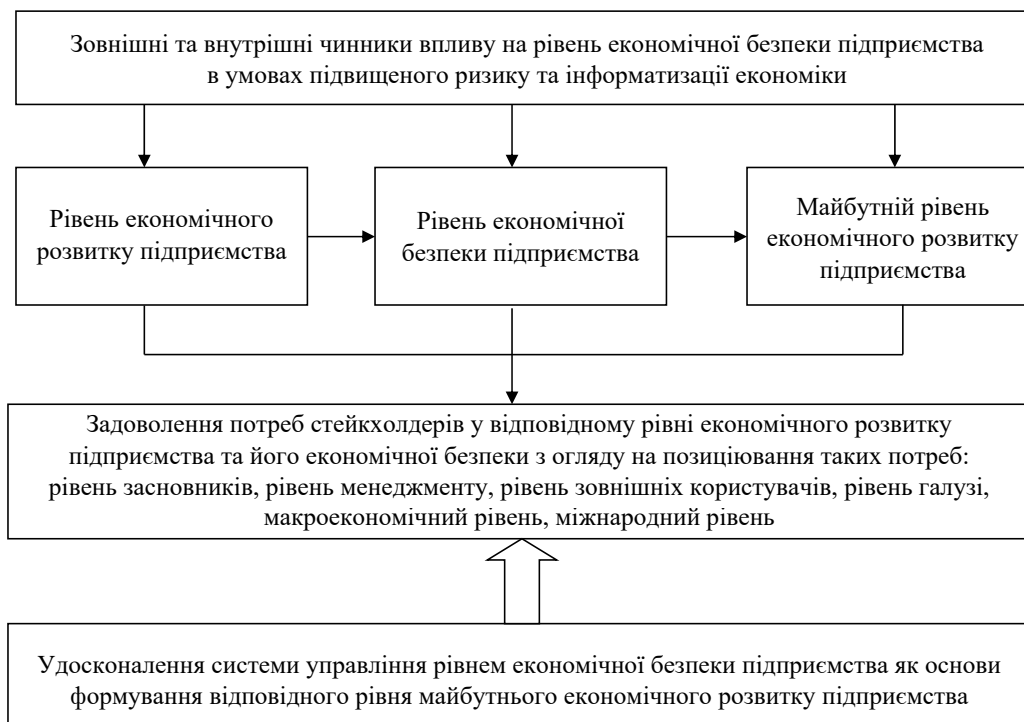 Зовнішні та внутрішні чинники впливу на рівень економічної безпеки підприємства
в умовах підвищеного ризику та інформатизації економіки
Рівень економічного
розвитку підприємства
Рівень економічної
безпеки підприємства
Майбутній рівень
економічного розвитку
підприємства
Задоволення потреб стейкхолдерів у відповідному рівні економічного розвитку
підприємства та його економічної безпеки з огляду на позиціювання таких потреб:
рівень засновників, рівень менеджменту, рівень зовнішніх користувачів, рівень галузі,
макроекономічний рівень, міжнародний рівень
Удосконалення системи управління рівнем економічної безпеки підприємства як основи
формування відповідного рівня майбутнього економічного розвитку підприємства